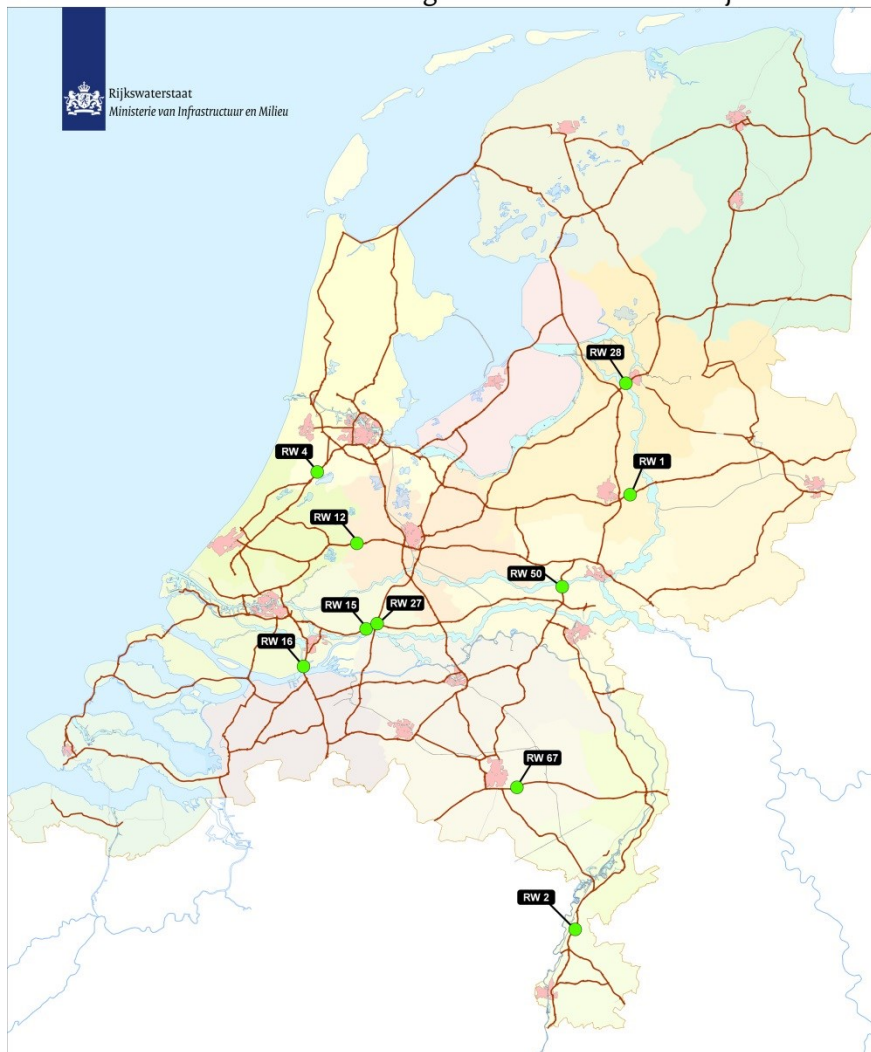 Rijkswaterstaat
Ministerie van Infrastructuur en Milieu
RW 28
RW 4
RW 1
RW 12
RW 50
RW 15
RW 27
RW 16
RW 67
RW 2